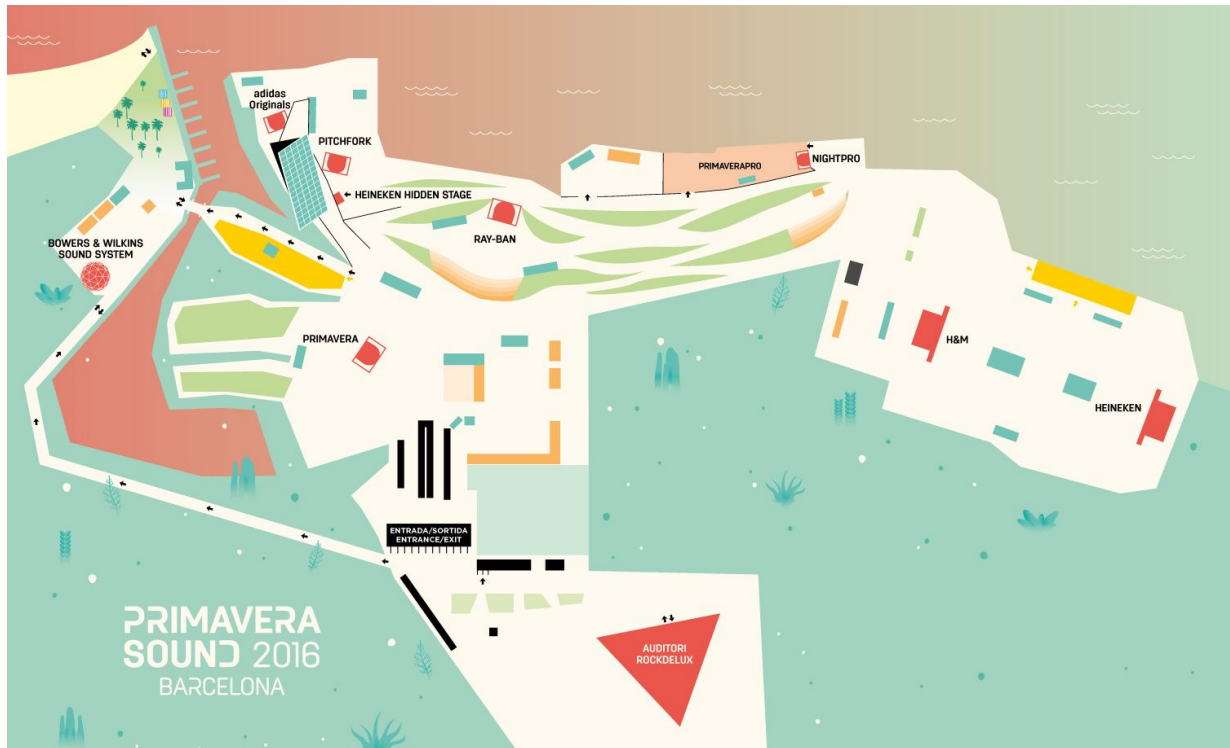 adidas
Originals
PITCHFORK
HEINEKEN HIDDEN STAGE
PRIMAVERAPRO
NIGHTPRO
RAY-BAN
BOWERS & WILKINS
SOUND SYSTEM
PRIMAVERA
H&M
HEINEKEN
ENTRADA/SORTIDA
ENTRANCE/EXIT
AUDITORI
ROCKDELUX
PRIMAVERA
SOUND 2016
BARCELONA